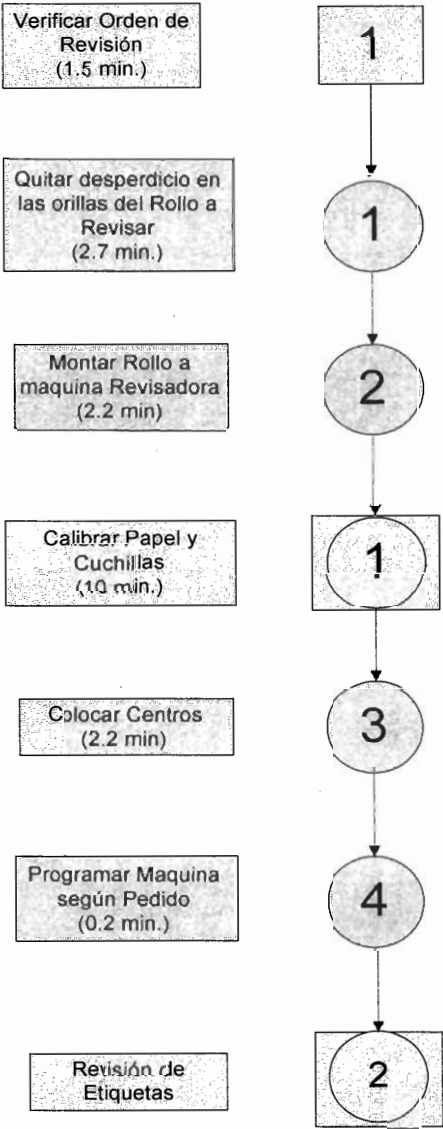 Verificar Orden de
Revisión
(1.5 min.)
1
Quitar desperdicio en
las orillas del Rollo a
Revisar
(2.7 min.)
1
Montar Rollo a
maquina Revisadora
(2.2 min)
2
Calibrar Papel y
Cuchillas
(10 min.)
1
Colocar Centros
(2.2 min)
3
Programar Maquina
según Pedido
(0.2 min.)
4
Revisión de
Etiquetas
2